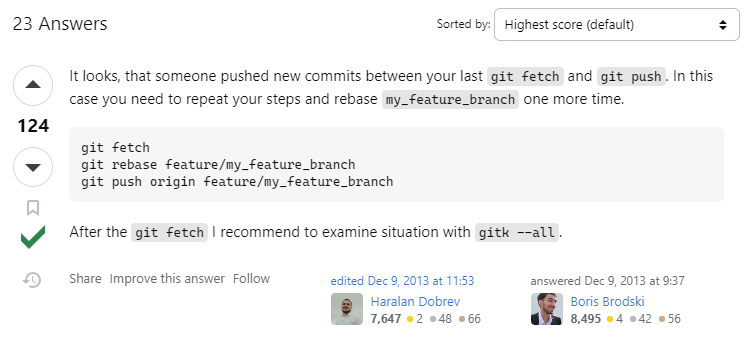 23 Answers
Sorted by: Highest score (default)
It looks, that someone pushed new commits between your last git fetch and git push. In this
124
case you need to repeat your steps and rebase my_feature_branch one more time.
git fetch
git rebase feature/my_feature_branch
git push origin feature/my_feature_branch
After the git fetch I recommend to examine situation with gitk --all.
Share Improve this answer Follow
edited Dec 9, 2013 at 11:53
Haralan Dobrev
7,647 2 48 66
answered Dec 9, 2013 at 9:37
Boris Brodski
8,495 4 42 56